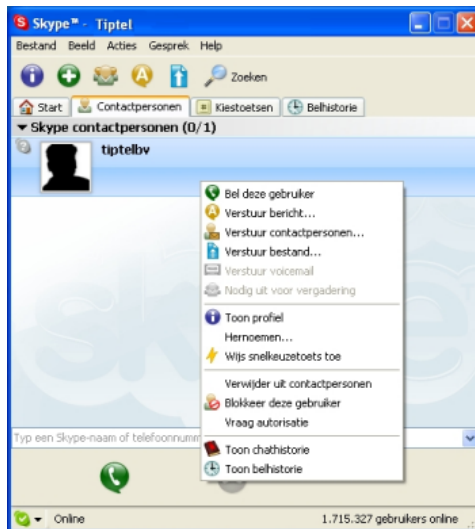 Skype™ - Tiptel
Bestand Beeld Acties Gesprek Help
Zoeken
Start Contactpersonen Kiestoetsen Belhistorie
Skype contactpersonen (0/1)
tiptelbv
Bel deze gebruiker
Verstuur bericht...
Verstuur contactpersonen...
Verstuur bestand...
Verstuur voicemail
Nodig uit voor vergadering
Toon profiel
Hernoemen...
Wijs snelkeuzetoets toe
Verwijder uit contactpersonen
Blokkeer deze gebruiker
Vraag autorisatie
Toon chathistorie
Toon belhistorie
Typ een Skype-naam of telefoonnumm
Online 1.715.327 gebruikers online